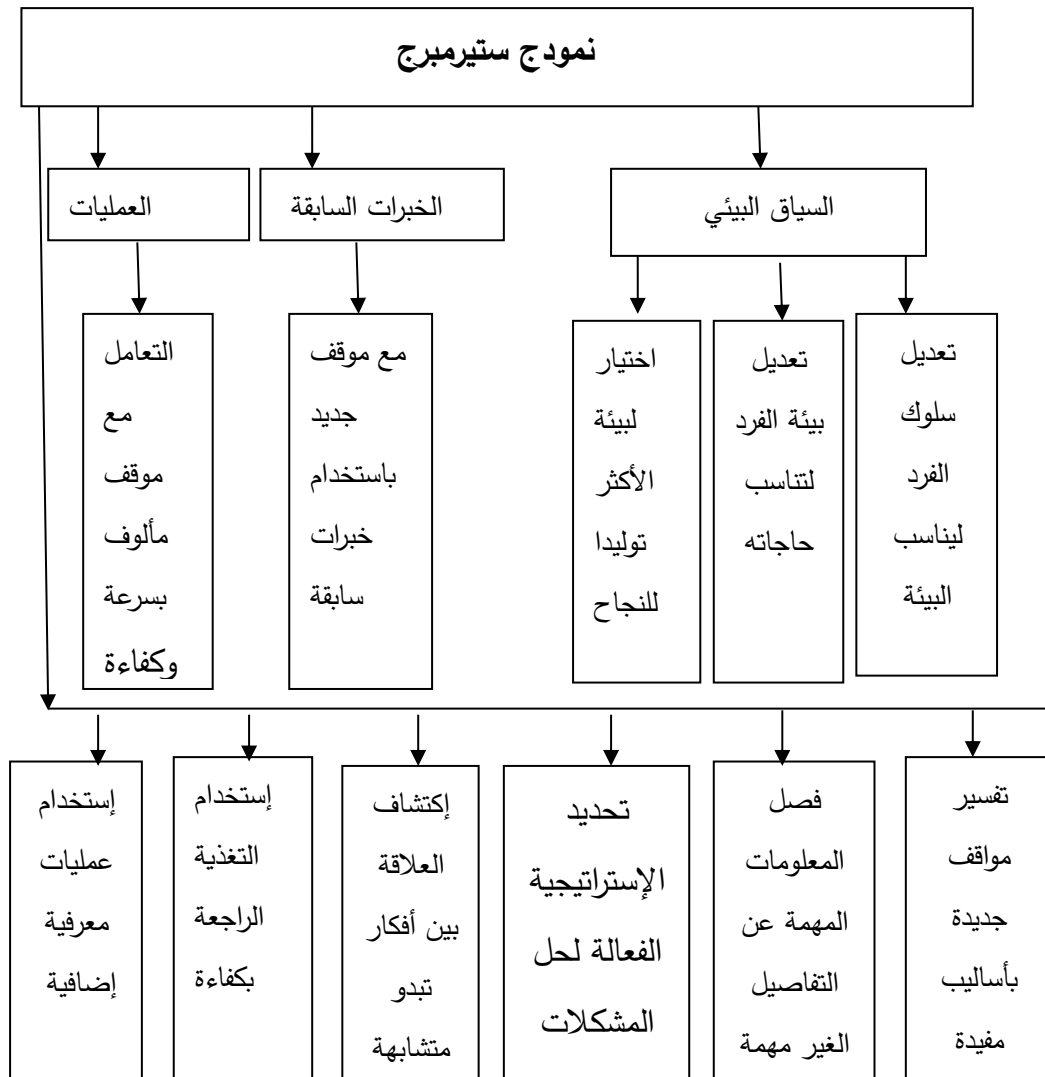 نمودج ستيرمبرج
السياق البيئي
الخبرات السابقة
العمليات
تعديل
سلوك
الفرد
ليناسب
البيئة
تعديل
بيئة الفرد
لتناسب
حاجاته
اختيار
لبيئة
الأكثر
توليدا
للنجاح
مع موقف
جديد
باستخدام
خبرات
سابقة
التعامل
مع
موقف
مألوف
بسرعة
وكفاءة
تفسير
مواقف
جديدة
بأساليب
مفيدة
فصل
المعلومات
المهمة عن
التفاصيل
الغير مهمة
تحديد
الإستراتيجية
الفعالة لحل
المشكلات
إكتشاف
العلاقة
بين أفكار
تبدو
متشابهة
إستخدام
التغذية
الراجعة
بكفاءة
إستخدام
عمليات
معرفية
إضافية